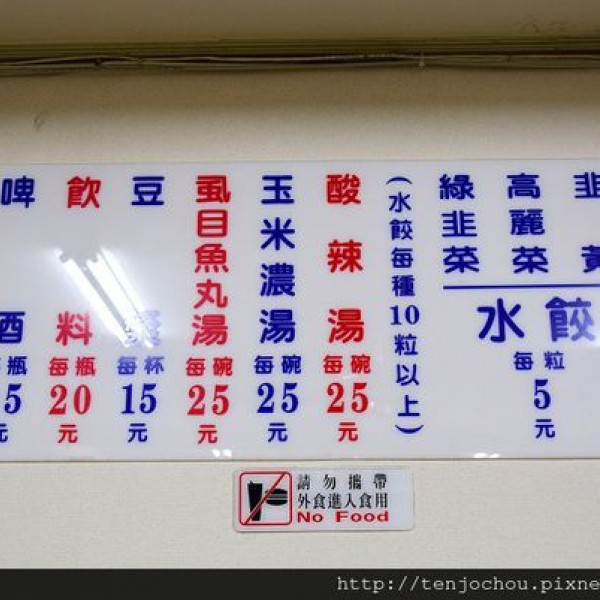 韭黃
高麗菜
綠韭菜
水餃
每粒
5
元
(水餃每種10粒以上)
酸辣湯
每碗
25
元
玉米濃湯
每碗
25
元
虱目魚丸湯
每碗
25
元
豆漿
每杯
15
元
飲料
每瓶
20
元
啤酒
瓶
5
元
請勿攜帶
外食進入食用
No Food
http://tenjochou.pixne